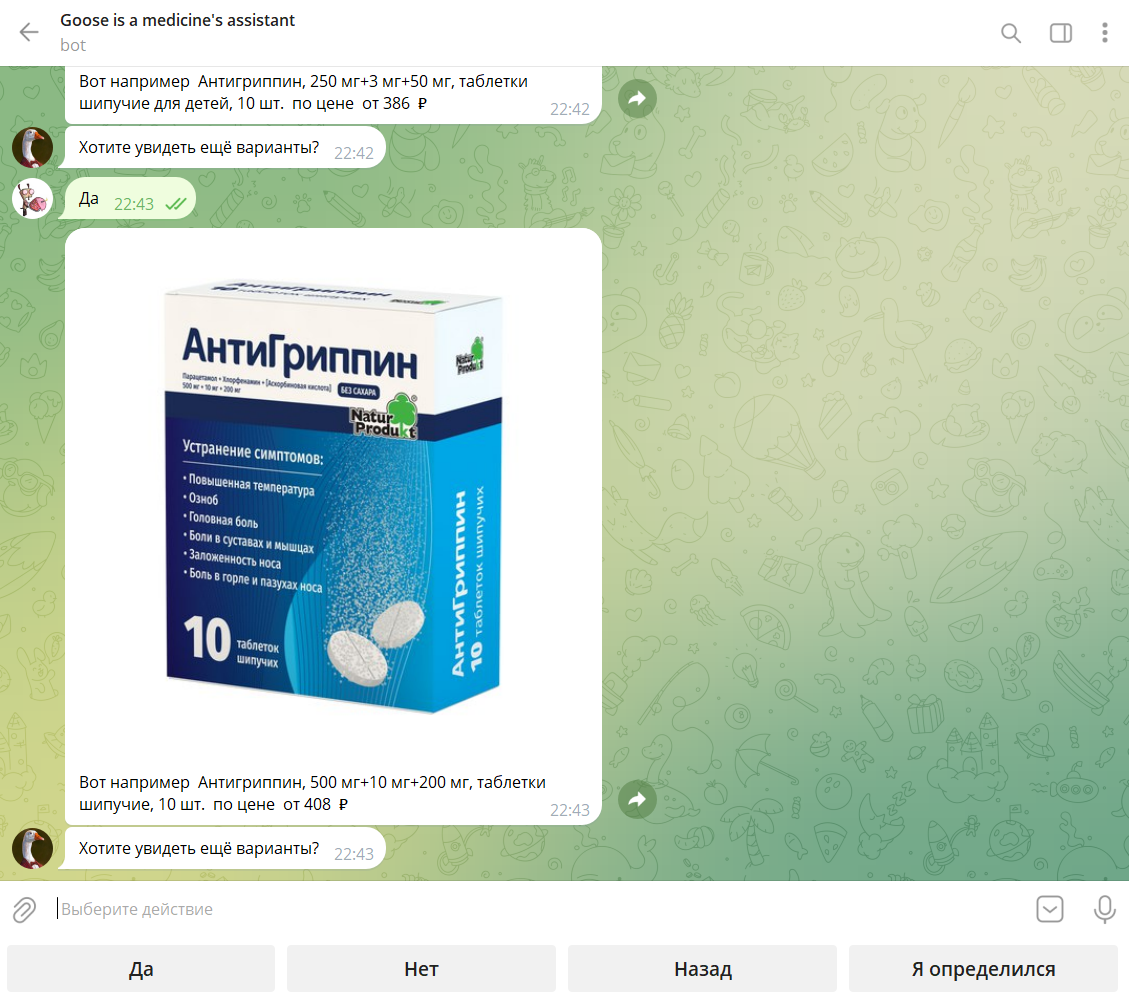 Goose is a medicine's assistant
bot
Вот например Антигриппин, 250 мг+3 мг+50 мг, таблетки
шипучие для детей, 10 шт. по цене от 386 ₽
22:42
Хотите увидеть ещё варианты?
22:42
Да
22:43
10 таблеток шипучих
АнтиГриппин
Natur
Produkt
Парацетамол + Хлорфенамин + [Аскорбиновая кислота]
500 мг + 10 мг + 200 мг
БЕЗ САХАРА
Natur
Produkt®
Устранение симптомов:
• Повышенная температура
• Озноб
• Головная боль
• Боли в суставах и мышцах
• Заложенность носа
• Боль в горле и пазухах носа
10 таблеток
шипучих
АнтиГриппин
10 таблеток шипучих
Вот например Антигриппин, 500 мг+10 мг+200 мг, таблетки
шипучие, 10 шт. по цене от 408 ₽
22:43
Хотите увидеть ещё варианты?
22:43
Выберите действие
Да
Нет
Назад
Я определился